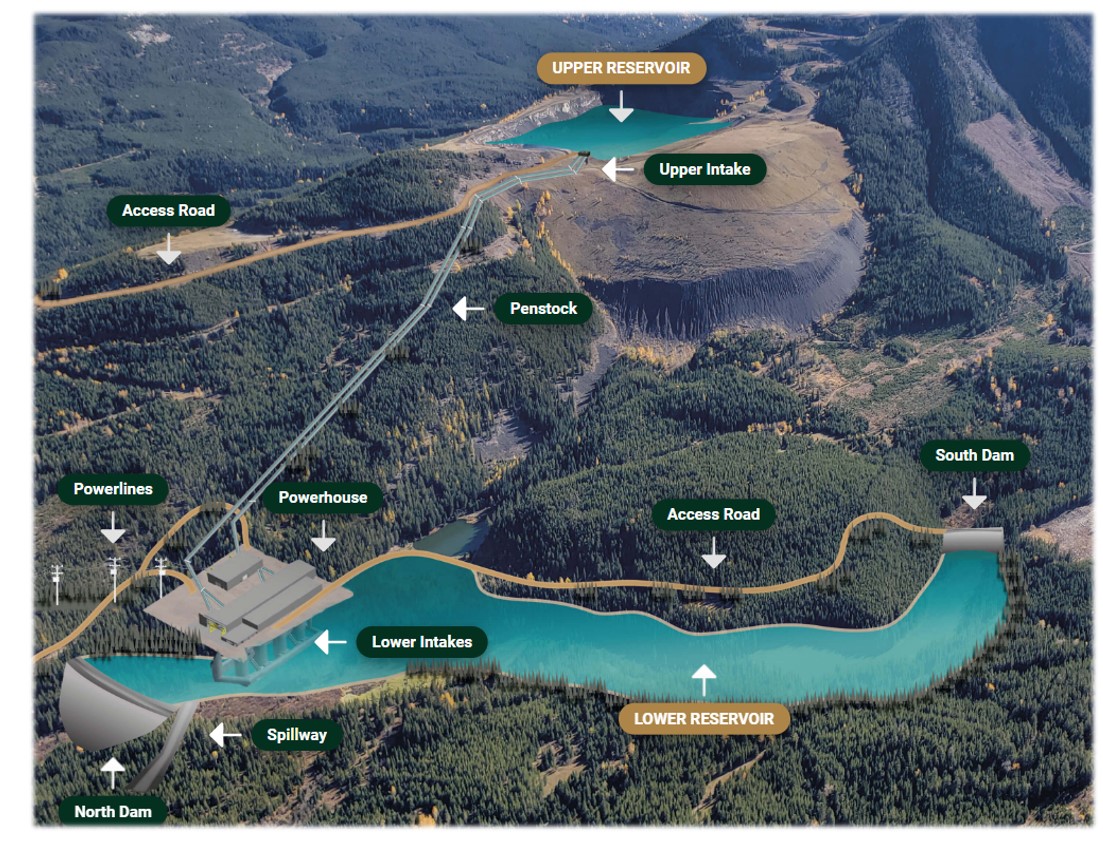 UPPER RESERVOIR
Upper Intake
Access Road
Penstock
South Dam
Powerlines
Powerhouse
Access Road
Lower Intakes
LOWER RESERVOIR
Spillway
North Dam